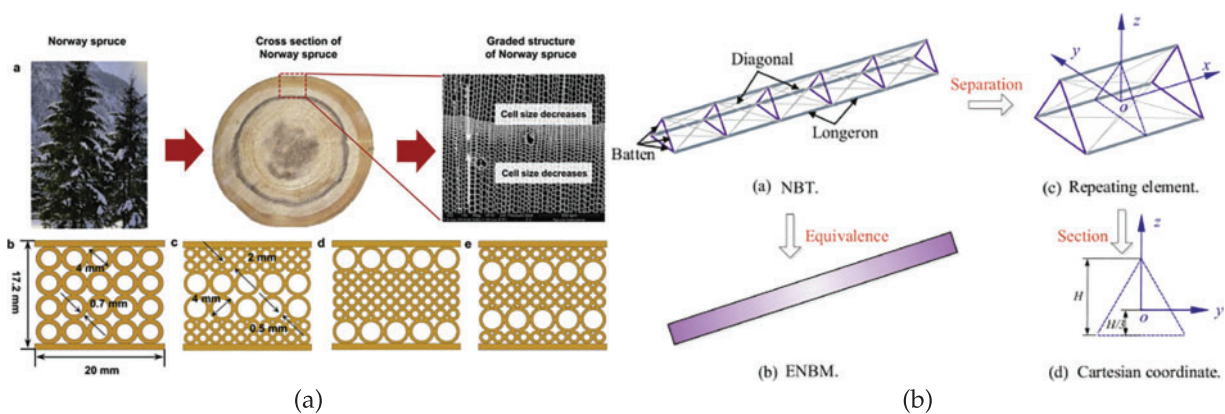 Norway spruce
Cross section of
Norway spruce
Graded structure
of Norway spruce
a
Cell size decreases
Cell size decreases
b
c
d
e
17.2 mm
4 mm
0.7 mm
20 mm
2 mm
4 mm
0.5 mm
(a)
Diagonal
Longeron
Batten
(a) NBT.
Separation
z
y
x
o
(c) Repeating element.
Equivalence
(b) ENBM.
Section
z
H
H/3
o
y
(d) Cartesian coordinate.
(b)